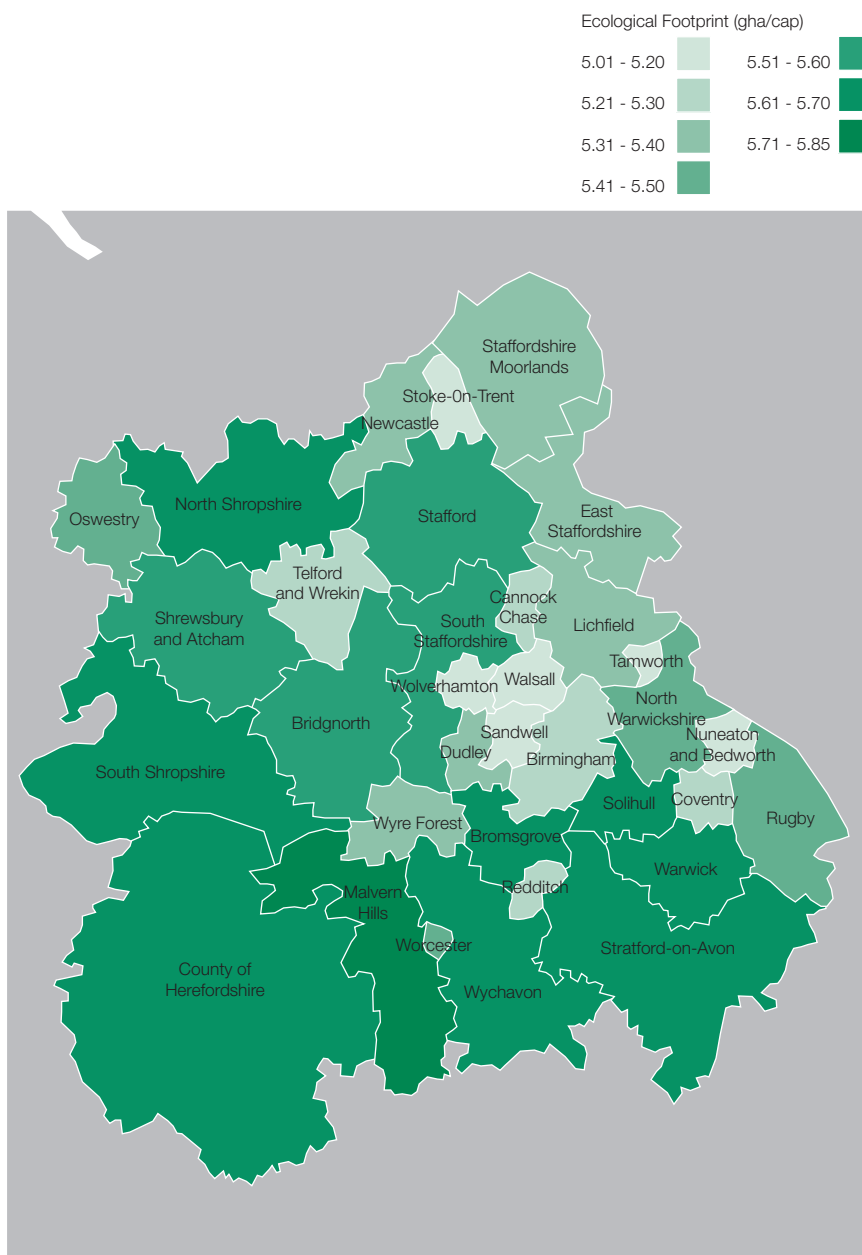 Ecological Footprint (gha/cap)
5.01 - 5.20
5.51 - 5.60
5.21 - 5.30
5.61 - 5.70
5.31 - 5.40
5.71 - 5.85
5.41 - 5.50
Staffordshire
Moorlands
Stoke-0n-Trent
Newcastle
North Shropshire
Oswestry
Stafford
East
Staffordshire
Telford
and Wrekin
Cannock
Chase
Shrewsbury
and Atcham
South
Staffordshire
Lichfield
Tamworth
Wolverhamton
Walsall
North
Warwickshire
Bridgnorth
Sandwell
Nuneaton
and Bedworth
Dudley
Birmingham
South Shropshire
Solihull
Coventry
Wyre Forest
Rugby
Bromsgrove
Warwick
Redditch
Malvern
Hills
Worcester
Stratford-on-Avon
County of
Herefordshire
Wychavon